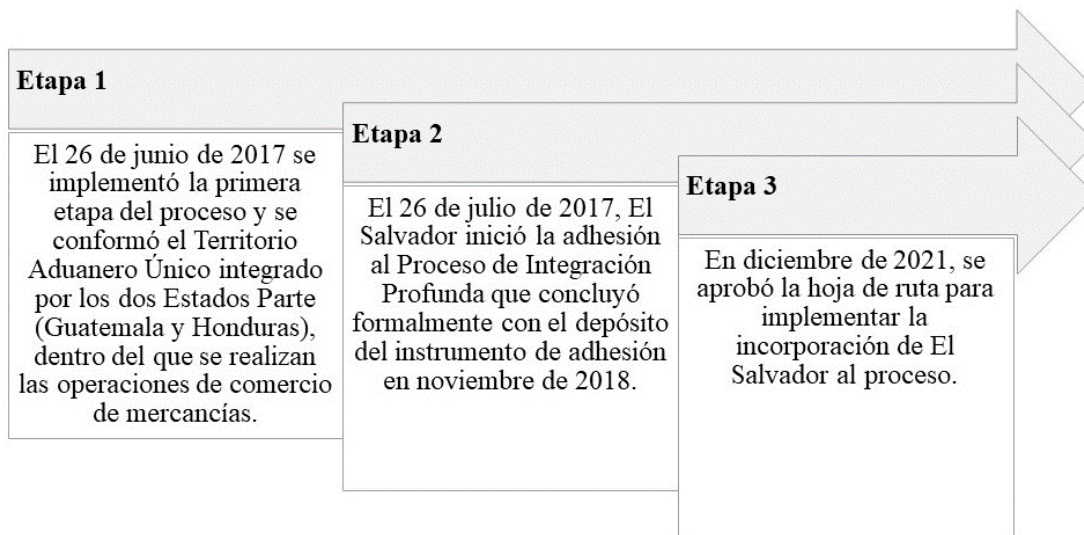 Etapa 1
El 26 de junio de 2017 se
implementó la primera
etapa del proceso y se
conformó el Territorio
Aduanero Único integrado
por los dos Estados Parte
(Guatemala y Honduras),
dentro del que se realizan
las operaciones de comercio
de mercancías.
Etapa 2
El 26 de julio de 2017, El
Salvador inició la adhesión
al Proceso de Integración
Profunda que concluyó
formalmente con el depósito
del instrumento de adhesión
en noviembre de 2018.
Etapa 3
En diciembre de 2021, se
aprobó la hoja de ruta para
implementar la
incorporación de El
Salvador al proceso.